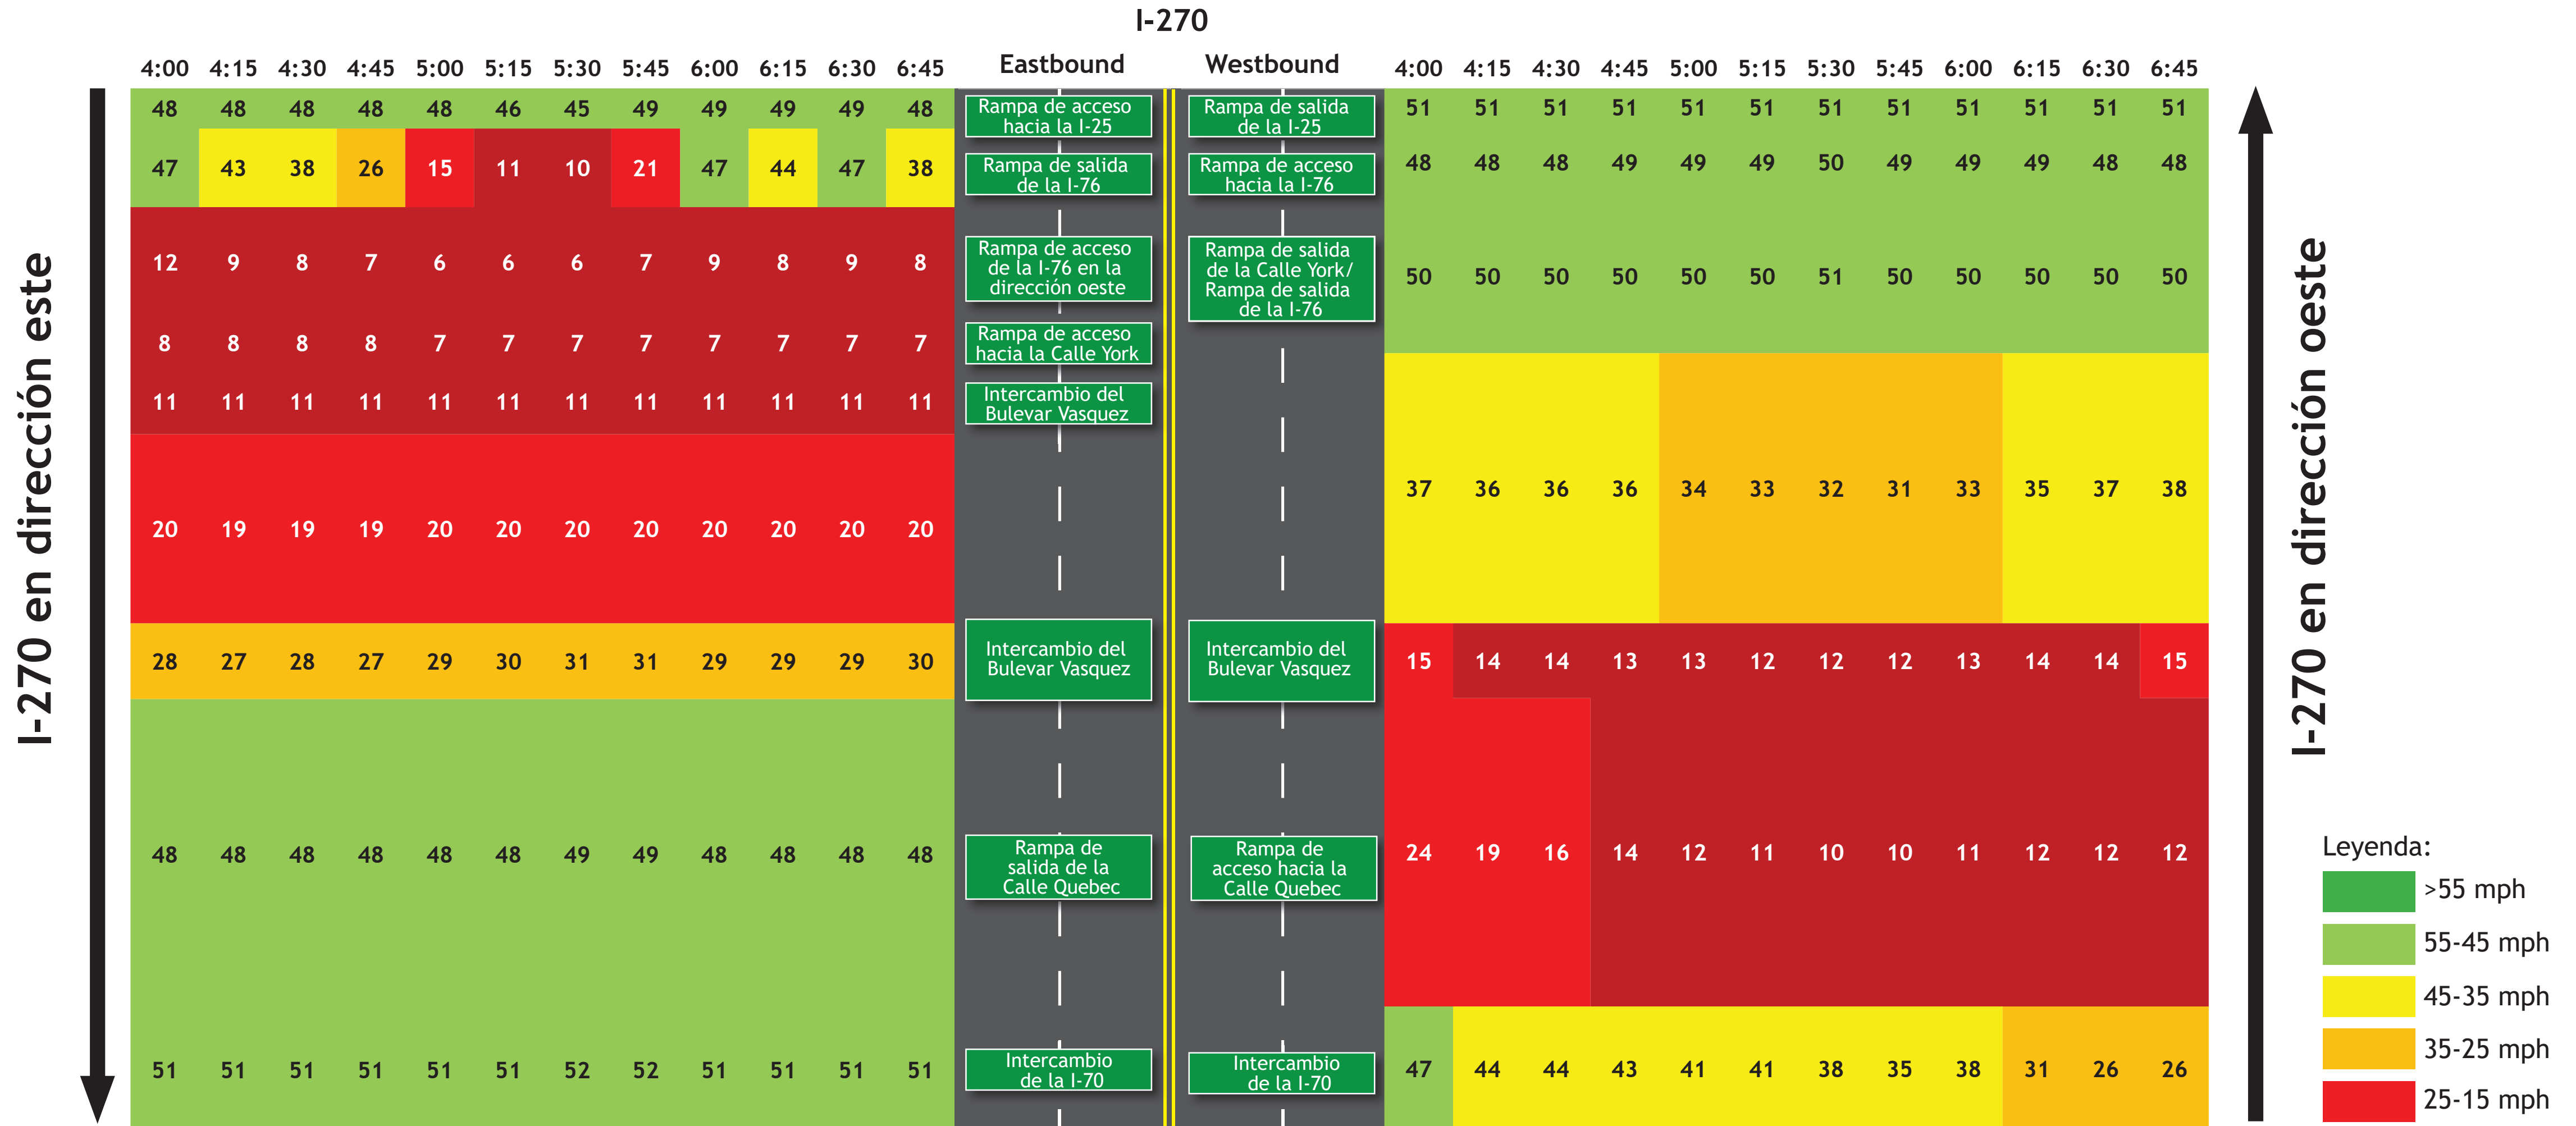 I-270
4:00 4:15 4:30 4:45 5:00 5:15 5:30 5:45 6:00 6:15 6:30 6:45
Eastbound
Westbound
4:00 4:15 4:30 4:45 5:00 5:15 5:30 5:45 6:00 6:15 6:30 6:45
I-270 en dirección este
48 48 48 48 48 46 45 49 49 49 49 48
47 43 38 26 15 11 10 21 47 44 47 38
12 9 8 7 6 6 6 7 9 8 9 8
8 8 8 8 7 7 7 7 7 7 7 7
11 11 11 11 11 11 11 11 11 11 11 11
20 19 19 19 20 20 20 20 20 20 20 20
28 27 28 27 29 30 31 31 29 29 29 30
48 48 48 48 48 48 49 49 48 48 48 48
51 51 51 51 51 51 52 52 51 51 51 51
Rampa de acceso
hacia la I-25
Rampa de salida
de la I-76
Rampa de acceso
de la I-76 en la
dirección oeste
Rampa de acceso
hacia la Calle York
Intercambio del
Bulevar Vasquez
Intercambio del
Bulevar Vasquez
Rampa de
salida de la
Calle Quebec
Intercambio
de la I-70
Rampa de salida
de la I-25
Rampa de acceso
hacia la I-76
Rampa de salida
de la Calle York/
Rampa de salida
de la I-76
Intercambio del
Bulevar Vasquez
Rampa de
acceso hacia la
Calle Quebec
Intercambio
de la I-70
51 51 51 51 51 51 51 51 51 51 51 51
48 48 48 49 49 49 50 49 49 49 48 48
50 50 50 50 50 50 51 50 50 50 50 50
37 36 36 36 34 33 32 31 33 35 37 38
15 14 14 13 13 12 12 12 13 14 14 15
24 19 16 14 12 11 10 10 11 12 12 12
47 44 44 43 41 41 38 35 38 31 26 26
I-270 en dirección oeste
Leyenda:
>55 mph
55-45 mph
45-35 mph
35-25 mph
25-15 mph